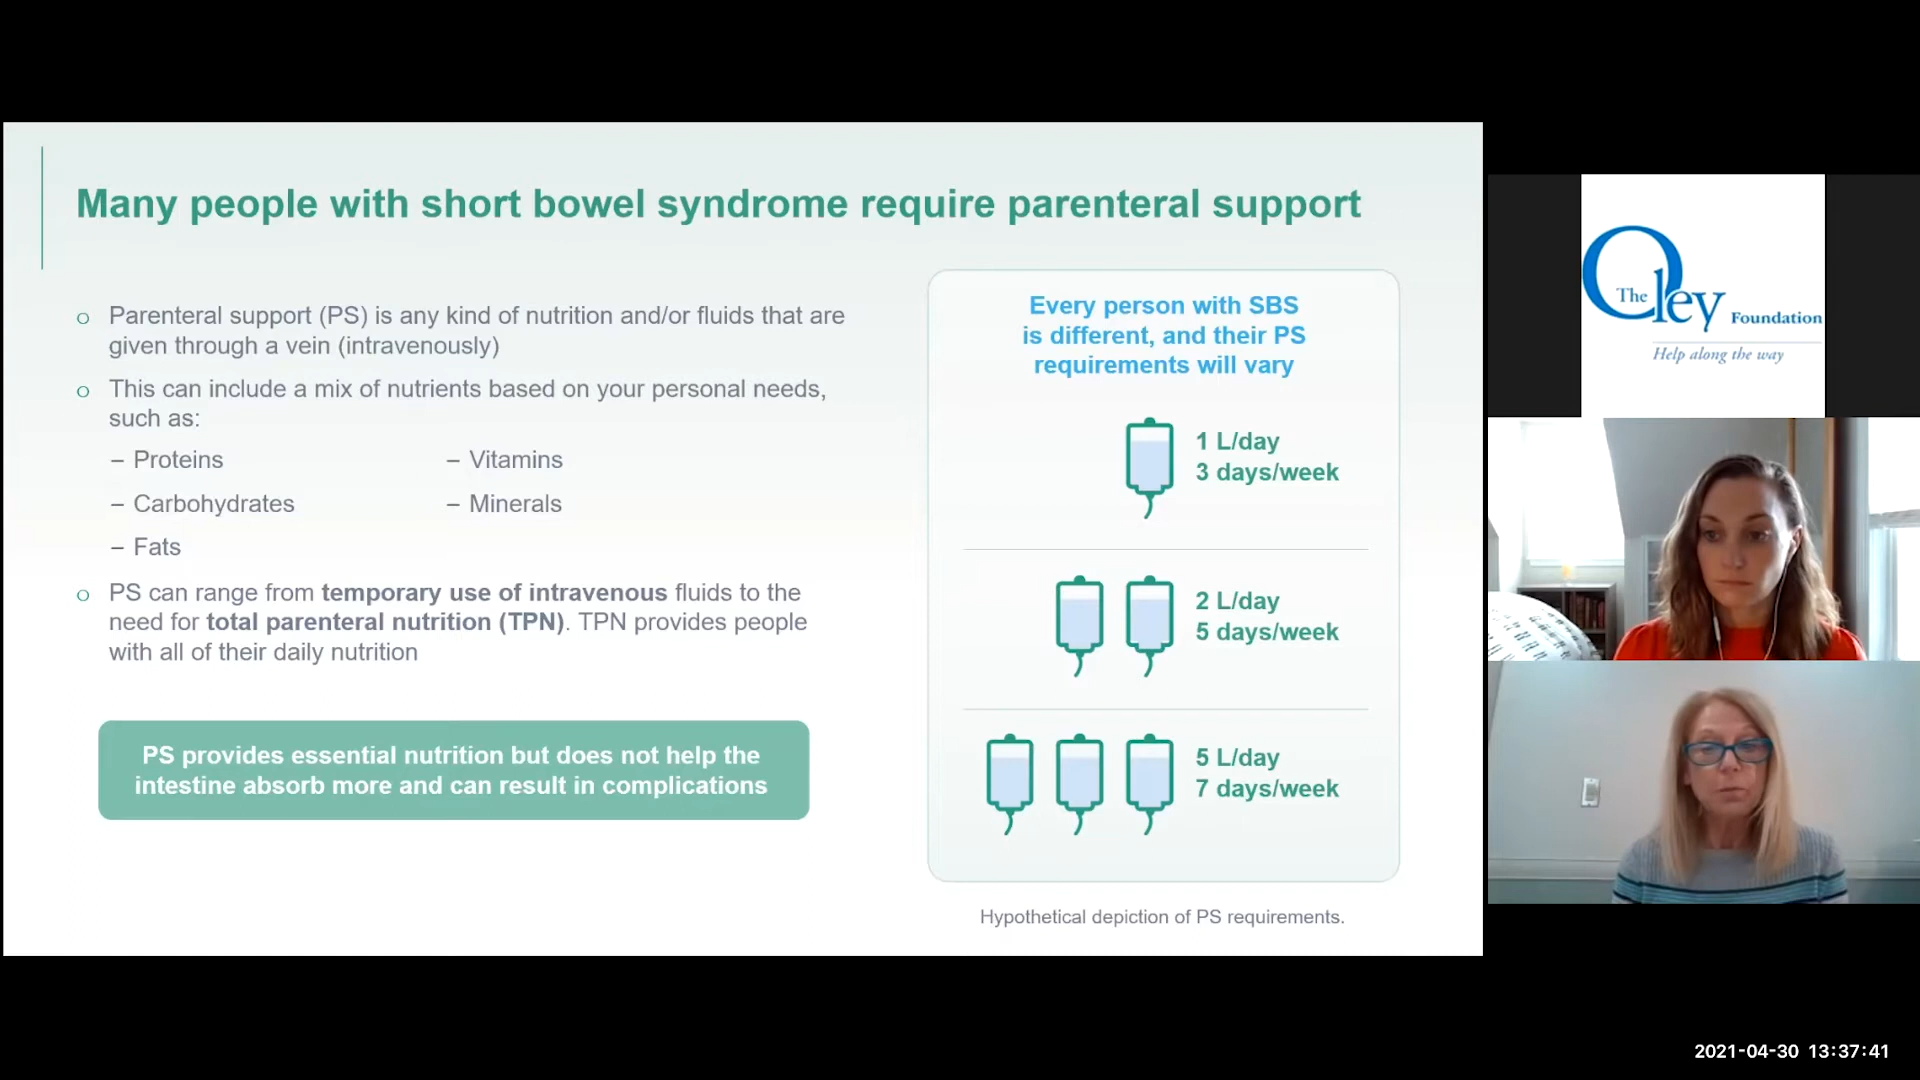 Many people with short bowel syndrome require parenteral support
o Parenteral support (PS) is any kind of nutrition and/or fluids that are
given through a vein (intravenously)
o This can include a mix of nutrients based on your personal needs,
such as:
– Proteins
– Vitamins
– Carbohydrates
– Minerals
– Fats
o PS can range from temporary use of intravenous fluids to the
need for total parenteral nutrition (TPN). TPN provides people
with all of their daily nutrition
PS provides essential nutrition but does not help the
intestine absorb more and can result in complications
Every person with SBS
is different, and their PS
requirements will vary
1 L/day
3 days/week
2 L/day
5 days/week
5 L/day
7 days/week
Hypothetical depiction of PS requirements.
The Oley Foundation
Help along the way
2021-04-30 13:37:41